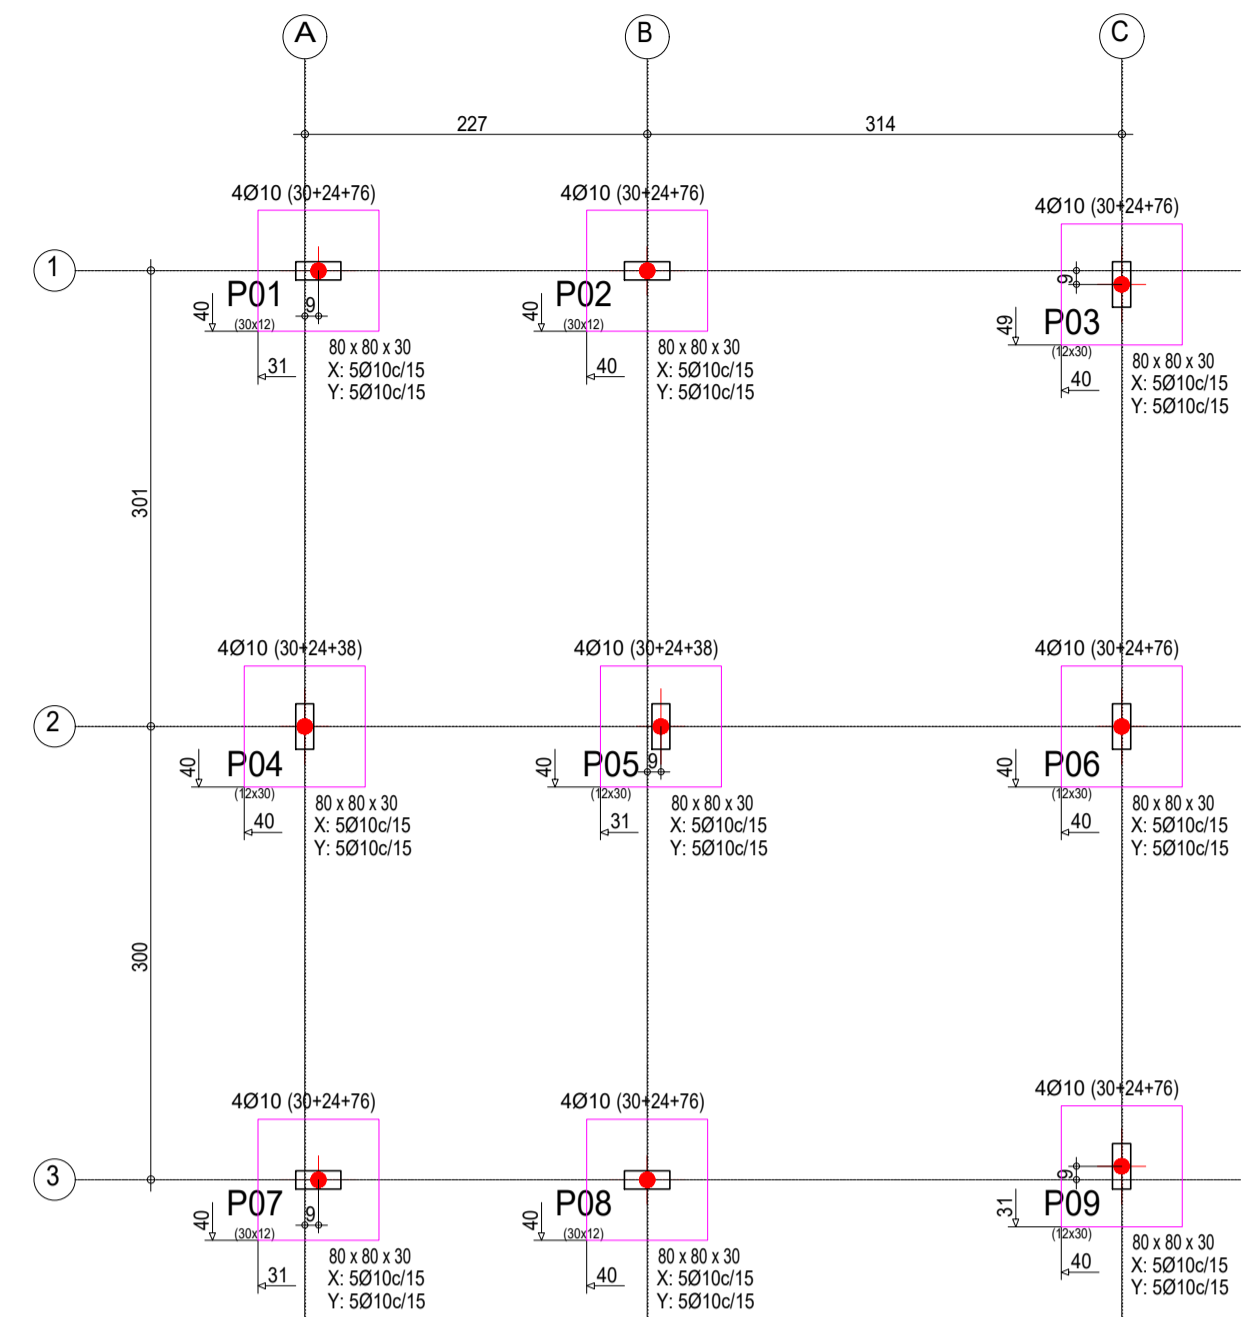 A
B
C
227
314
4Ø10 (30+24+76)
4Ø10 (30+24+76)
4Ø10 (30+24+76)
1
P01
(30x12)
40
9
31
80 x 80 x 30
X: 5Ø10c/15
Y: 5Ø10c/15
P02
(30x12)
40
40
80 x 80 x 30
X: 5Ø10c/15
Y: 5Ø10c/15
9
P03
(12x30)
49
40
80 x 80 x 30
X: 5Ø10c/15
Y: 5Ø10c/15
301
4Ø10 (30+24+38)
4Ø10 (30+24+38)
4Ø10 (30+24+76)
2
P04
(12x30)
40
40
80 x 80 x 30
X: 5Ø10c/15
Y: 5Ø10c/15
P05
(12x30)
9
40
31
80 x 80 x 30
X: 5Ø10c/15
Y: 5Ø10c/15
P06
(12x30)
40
40
80 x 80 x 30
X: 5Ø10c/15
Y: 5Ø10c/15
300
4Ø10 (30+24+76)
4Ø10 (30+24+76)
4Ø10 (30+24+76)
3
P07
(30x12)
9
40
31
80 x 80 x 30
X: 5Ø10c/15
Y: 5Ø10c/15
P08
(30x12)
40
40
80 x 80 x 30
X: 5Ø10c/15
Y: 5Ø10c/15
9
P09
(12x30)
31
40
80 x 80 x 30
X: 5Ø10c/15
Y: 5Ø10c/15